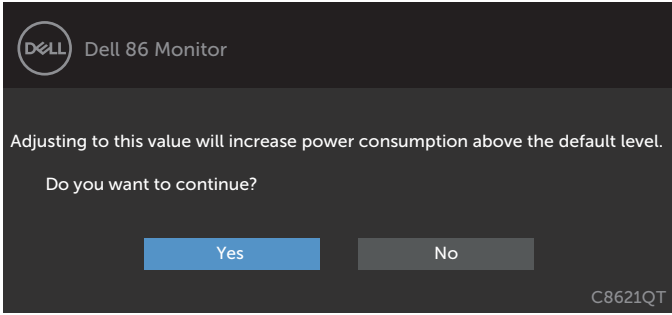 DELL
Dell 86 Monitor
Adjusting to this value will increase power consumption above the default level.
Do you want to continue?
Yes
No
C8621QT